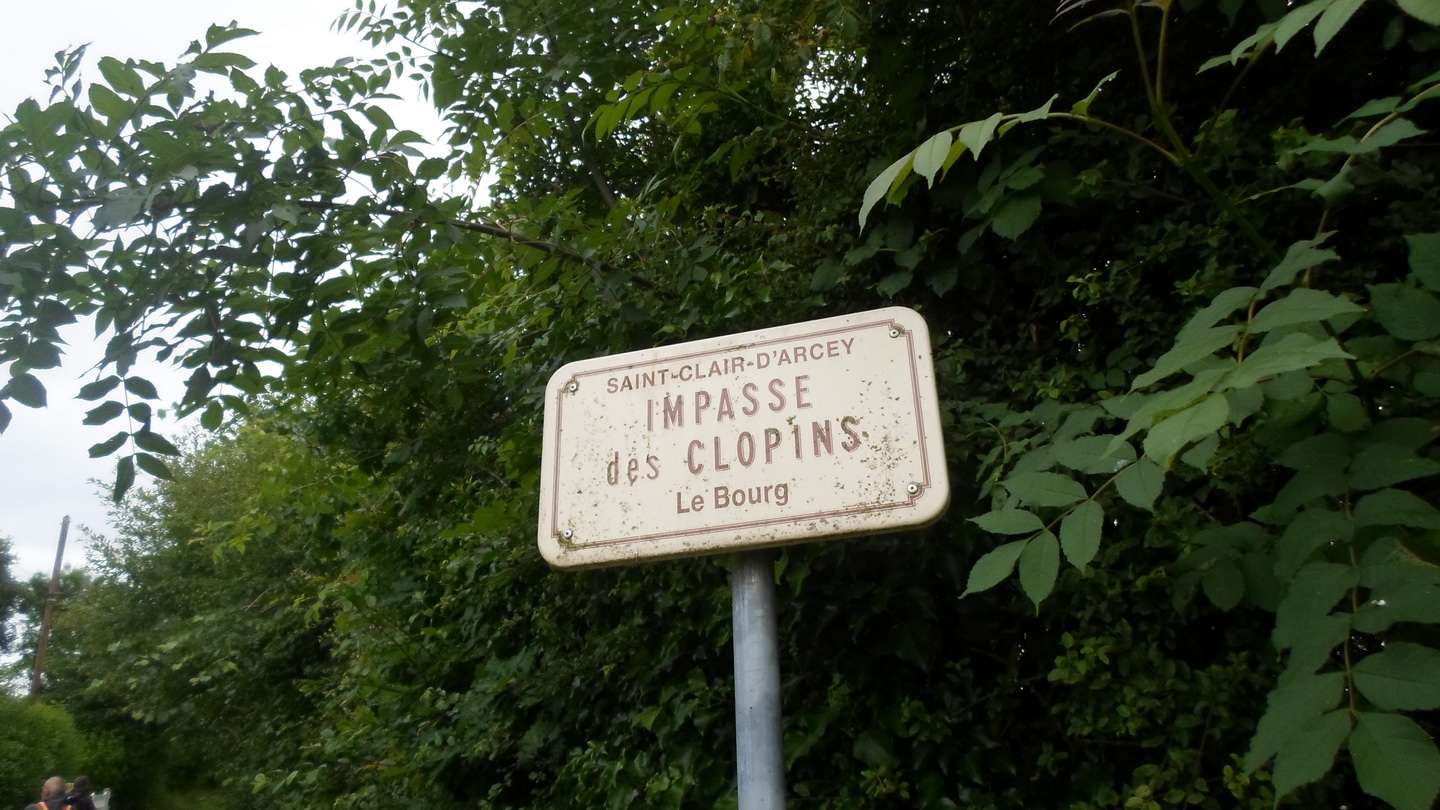 SAINT-CLAIR-D'ARCEY
IMPASSE
des CLOPINS
Le Bourg